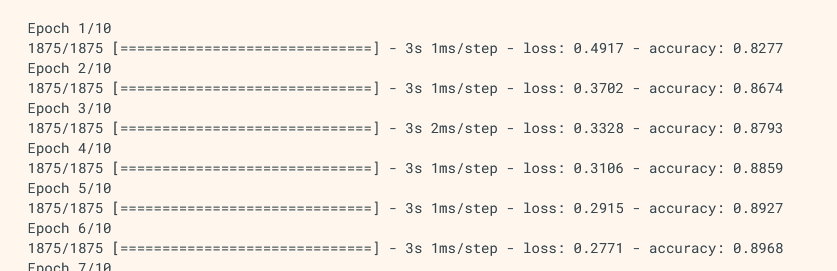 Epoch 1/10
1875/1875 [==============================] - 3s 1ms/step - loss: 0.4917 - accuracy: 0.8277
Epoch 2/10
1875/1875 [==============================] - 3s 1ms/step - loss: 0.3702 - accuracy: 0.8674
Epoch 3/10
1875/1875 [==============================] - 3s 2ms/step - loss: 0.3328 - accuracy: 0.8793
Epoch 4/10
1875/1875 [==============================] - 3s 1ms/step - loss: 0.3106 - accuracy: 0.8859
Epoch 5/10
1875/1875 [==============================] - 3s 1ms/step - loss: 0.2915 - accuracy: 0.8927
Epoch 6/10
1875/1875 [==============================] - 3s 1ms/step - loss: 0.2771 - accuracy: 0.8968
Epoch 7/10